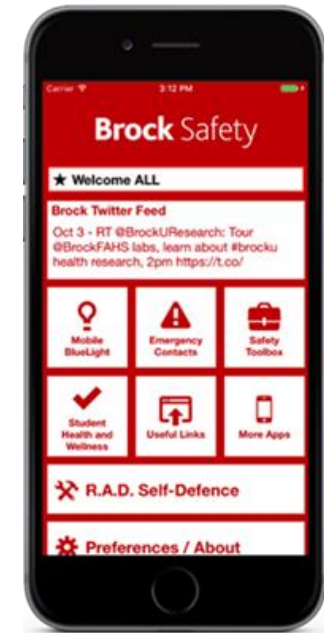 Carrier 3:12 PM
Brock Safety
★ Welcome ALL
Brock Twitter Feed
Oct 3 - RT @BrockUResearch: Tour
@BrockFAHS labs, learn about #brocku
health research, 2pm https://t.co/
Mobile
BlueLight
Emergency
Contacts
Safety
Toolbox
Student
Health and
Wellness
Useful Links
More Apps
R.A.D. Self-Defence
Preferences / About